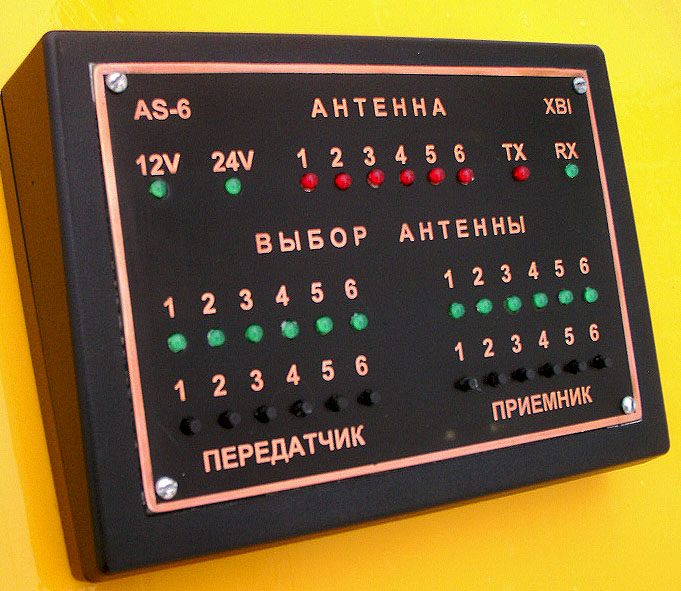 AS-6 АНТЕННА XBI
12V 24V 1 2 3 4 5 6 TX RX
ВЫБОР АНТЕННЫ
1 2 3 4 5 6 1 2 3 4 5 6
1 2 3 4 5 6 1 2 3 4 5 6
ПЕРЕДАТЧИК ПРИЕМНИК